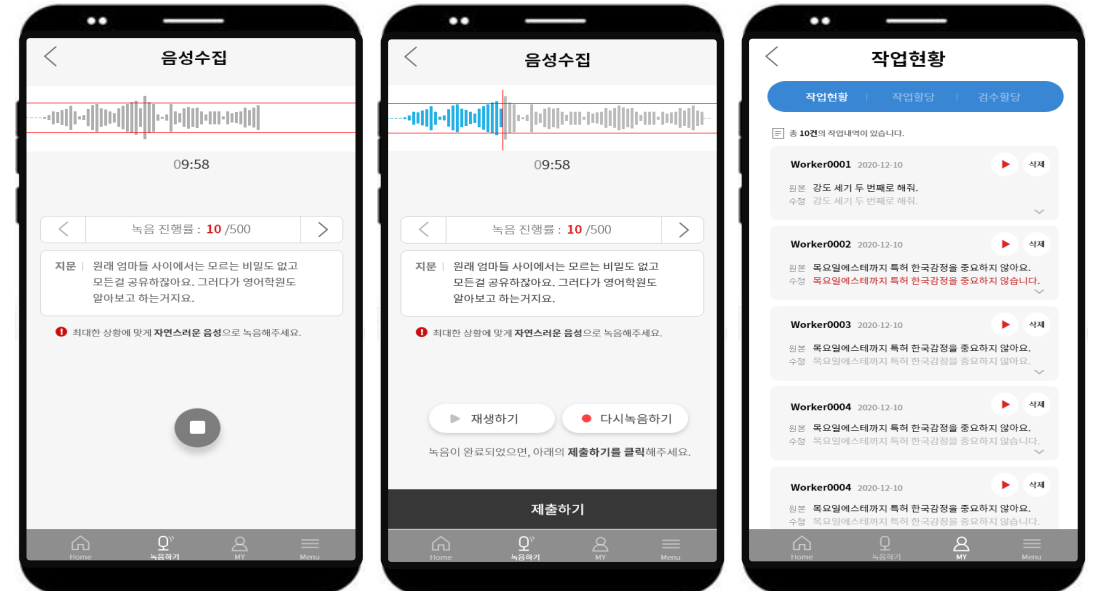 음성수집
09:58
녹음 진행률 : 10 /500
지문
원래 엄마들 사이에서는 모르는 비밀도 없고
모든걸 공유하잖아요. 그러다가 영어학원도
알아보고 하는거지요.
최대한 상황에 맞게 자연스러운 음성으로 녹음해주세요.
Home 녹음하기 MY Menu
음성수집
09:58
녹음 진행률 : 10 /500
지문
원래 엄마들 사이에서는 모르는 비밀도 없고
모든걸 공유하잖아요. 그러다가 영어학원도
알아보고 하는거지요.
최대한 상황에 맞게 자연스러운 음성으로 녹음해주세요.
재생하기 다시녹음하기
녹음이 완료되었으면, 아래의 제출하기를 클릭해주세요.
제출하기
Home 녹음하기 MY Menu
작업현황
작업현황 작업할당 검수할당
총 10건의 작업내역이 있습니다.
Worker0001 2020-12-10 삭제
원본 강도 세기 두 번째로 해줘.
수정 강도 세기 두 번째로 해줘.
Worker0002 2020-12-10 삭제
원본 목요일에스테까지 특허 한국감정을 중요하지 않아요.
수정 목요일에스테까지 특허 한국감정을 중요하지 않습니다.
Worker0003 2020-12-10 삭제
원본 목요일에스테까지 특허 한국감정을 중요하지 않아요.
수정 목요일에스테까지 특허 한국감정을 중요하지 않아요.
Worker0004 2020-12-10 삭제
원본 목요일에스테까지 특허 한국감정을 중요하지 않아요.
수정 목요일에스테까지 특허 한국감정을 중요하지 않습니다.
Worker0004 2020-12-10 삭제
원본 목요일에스테까지 특허 한국감정을 중요하지 않아요.
수정 목요일에스테까지 특허 한국감정을 중요하지 않습니다.
Home 녹음하기 MY Menu